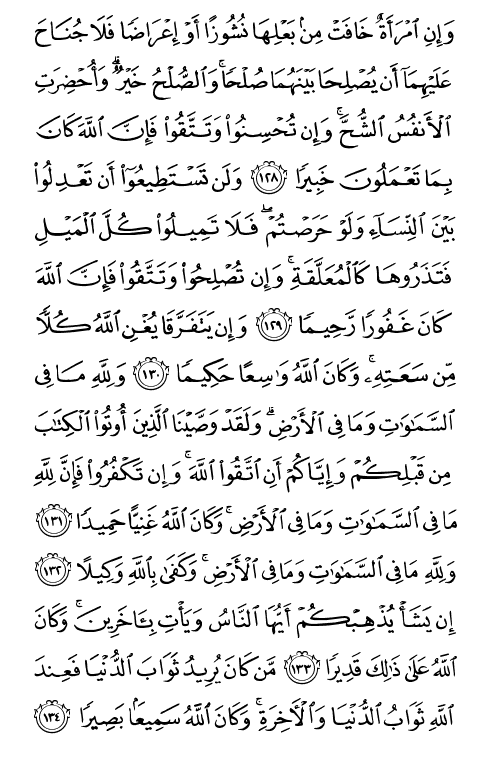 وَإِنِ ٱمْرَأَةٌ خَافَتْ مِنۢ بَعْلِهَا نُشُوزًا أَوْ إِعْرَاضًا فَلَا جُنَاحَ
عَلَيْهِمَآ أَن يُصْلِحَا بَيْنَهُمَا صُلْحًا ۚ وَٱلصُّلْحُ خَيْرٌ ۗ وَأُحْضِرَتِ
ٱلْأَنفُسُ ٱلشُّحَّ ۚ وَإِن تُحْسِنُوا۟ وَتَتَّقُوا۟ فَإِنَّ ٱللَّهَ كَانَ
بِمَا تَعْمَلُونَ خَبِيرًا ١٢٨ وَلَن تَسْتَطِيعُوٓا۟ أَن تَعْدِلُوا۟
بَيْنَ ٱلنِّسَآءِ وَلَوْ حَرَصْتُمْ ۖ فَلَا تَمِيلُوا۟ كُلَّ ٱلْمَيْلِ
فَتَذَرُوهَا كَٱلْمُعَلَّقَةِ ۚ وَإِن تُصْلِحُوا۟ وَتَتَّقُوا۟ فَإِنَّ ٱللَّهَ
كَانَ غَفُورًا رَّحِيمًا ١٢٩ وَإِن يَتَفَرَّقَا يُغْنِ ٱللَّهُ كُلًّا
مِّن سَعَتِهِۦ ۚ وَكَانَ ٱللَّهُ وَٰسِعًا حَكِيمًا ١٣٠ وَلِلَّهِ مَا فِى
ٱلسَّمَٰوَٰتِ وَمَا فِى ٱلْأَرْضِ ۗ وَلَقَدْ وَصَّيْنَا ٱلَّذِينَ أُوتُوا۟ ٱلْكِتَٰبَ
مِن قَبْلِكُمْ وَإِيَّاكُمْ أَنِ ٱتَّقُوا۟ ٱللَّهَ ۚ وَإِن تَكْفُرُوا۟ فَإِنَّ لِلَّهِ
مَا فِى ٱلسَّمَٰوَٰتِ وَمَا فِى ٱلْأَرْضِ ۚ وَكَانَ ٱللَّهُ غَنِيًّا حَمِيدًا ١٣١
وَلِلَّهِ مَا فِى ٱلسَّمَٰوَٰتِ وَمَا فِى ٱلْأَرْضِ ۚ وَكَفَىٰ بِٱللَّهِ وَكِيلًا ١٣٢
إِن يَشَأْ يُذْهِبْكُمْ أَيُّهَا ٱلنَّاسُ وَيَأْتِ بِـَٔاخَرِينَ ۚ وَكَانَ
ٱللَّهُ عَلَىٰ ذَٰلِكَ قَدِيرًا ١٣٣ مَّن كَانَ يُرِيدُ ثَوَابَ ٱلدُّنْيَا فَعِندَ
ٱللَّهِ ثَوَابُ ٱلدُّنْيَا وَٱلْـَٔاخِرَةِ ۚ وَكَانَ ٱللَّهُ سَمِيعًۢا بَصِيرًا ١٣٤